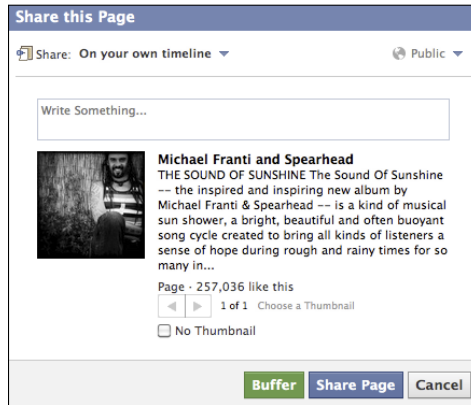 Share this Page
Share: On your own timeline
Public
Write Something...
Michael Franti and Spearhead
THE SOUND OF SUNSHINE The Sound Of Sunshine
-- the inspired and inspiring new album by
Michael Franti & Spearhead -- is a kind of musical
sun shower, a bright, beautiful and often buoyant
song cycle created to bring all kinds of listeners a
sense of hope during rough and rainy times for so
many in...
Page · 257,036 like this
1 of 1 Choose a Thumbnail
No Thumbnail
Buffer Share Page Cancel